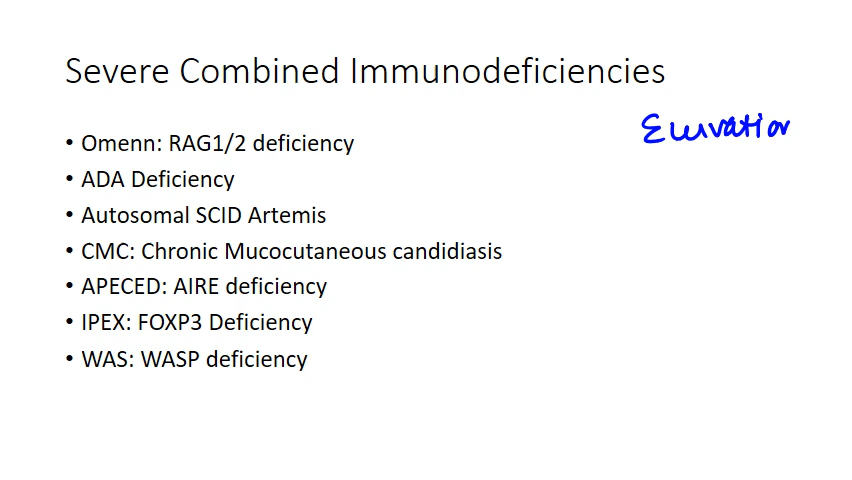 Severe Combined Immunodeficiencies
• Omenn: RAG1/2 deficiency
• ADA Deficiency
• Autosomal SCID Artemis
• CMC: Chronic Mucocutaneous candidiasis
• APECED: AIRE deficiency
• IPEX: FOXP3 Deficiency
• WAS: WASP deficiency